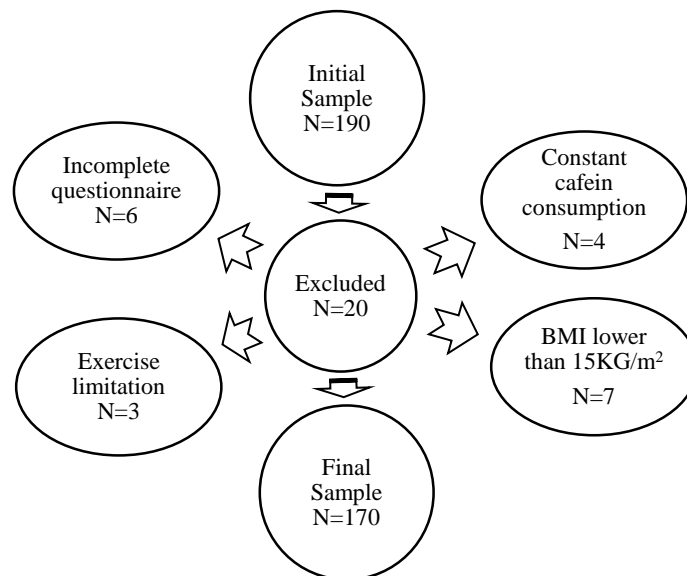 Initial
Sample
N=190
Incomplete
questionnaire
N=6
Constant
cafein
consumption
N=4
Excluded
N=20
Exercise
limitation
N=3
BMI lower
than 15KG/m²
N=7
Final
Sample
N=170